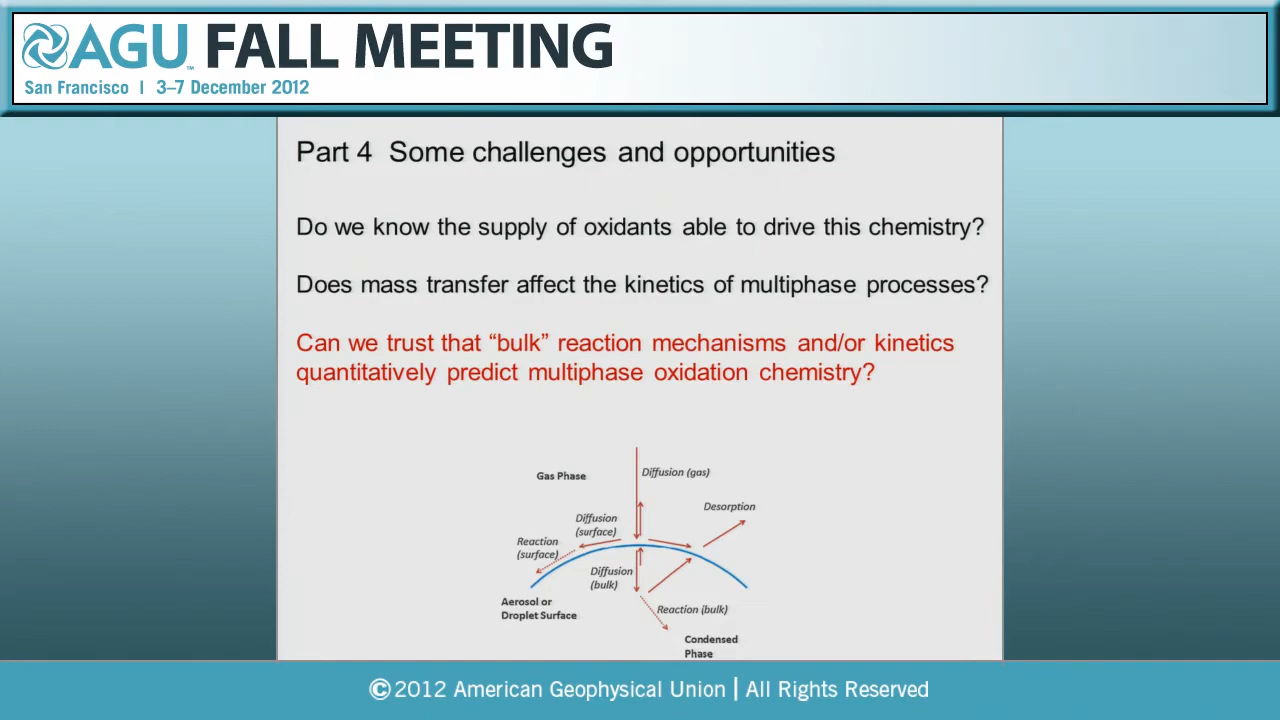 AGU™ FALL MEETING
San Francisco | 3–7 December 2012
Part 4 Some challenges and opportunities
Do we know the supply of oxidants able to drive this chemistry?
Does mass transfer affect the kinetics of multiphase processes?
Can we trust that “bulk” reaction mechanisms and/or kinetics
quantitatively predict multiphase oxidation chemistry?
Gas Phase
Diffusion (gas)
Desorption
Diffusion
(surface)
Reaction
(surface)
Diffusion
(bulk)
Aerosol or
Droplet Surface
Reaction (bulk)
Condensed
Phase
©2012 American Geophysical Union | All Rights Reserved